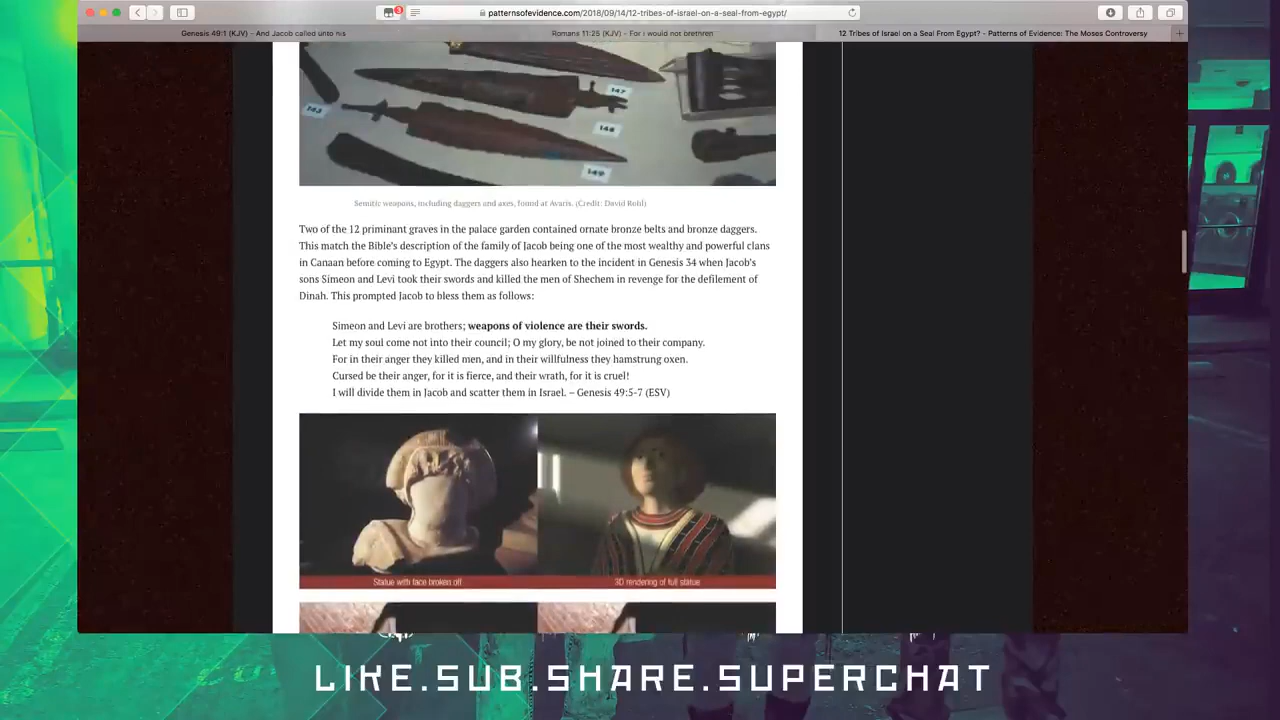 3
patternsofevidence.com/2018/09/14/12-tribes-of-israel-on-a-seal-from-egypt/
Genesis 49:1 (KJV) - And Jacob called unto his
Romans 11:25 (KJV) - For I would not brethren
12 Tribes of Israel on a Seal From Egypt? - Patterns of Evidence: The Moses Controversy
147
143
148
149
Semitic weapons, including daggers and axes, found at Avaris. (Credit: David Rohl)
Two of the 12 priminant graves in the palace garden contained ornate bronze belts and bronze daggers.
This match the Bible's description of the family of Jacob being one of the most wealthy and powerful clans
in Canaan before coming to Egypt. The daggers also hearken to the incident in Genesis 34 when Jacob's
sons Simeon and Levi took their swords and killed the men of Shechem in revenge for the defilement of
Dinah. This prompted Jacob to bless them as follows:
Simeon and Levi are brothers; weapons of violence are their swords.
Let my soul come not into their council; O my glory, be not joined to their company.
For in their anger they killed men, and in their willfulness they hamstrung oxen.
Cursed be their anger, for it is fierce, and their wrath, for it is cruel!
I will divide them in Jacob and scatter them in Israel. – Genesis 49:5-7 (ESV)
Statue with face broken off
3D rendering of full statue
LIKE.SUB.SHARE.SUPERCHAT